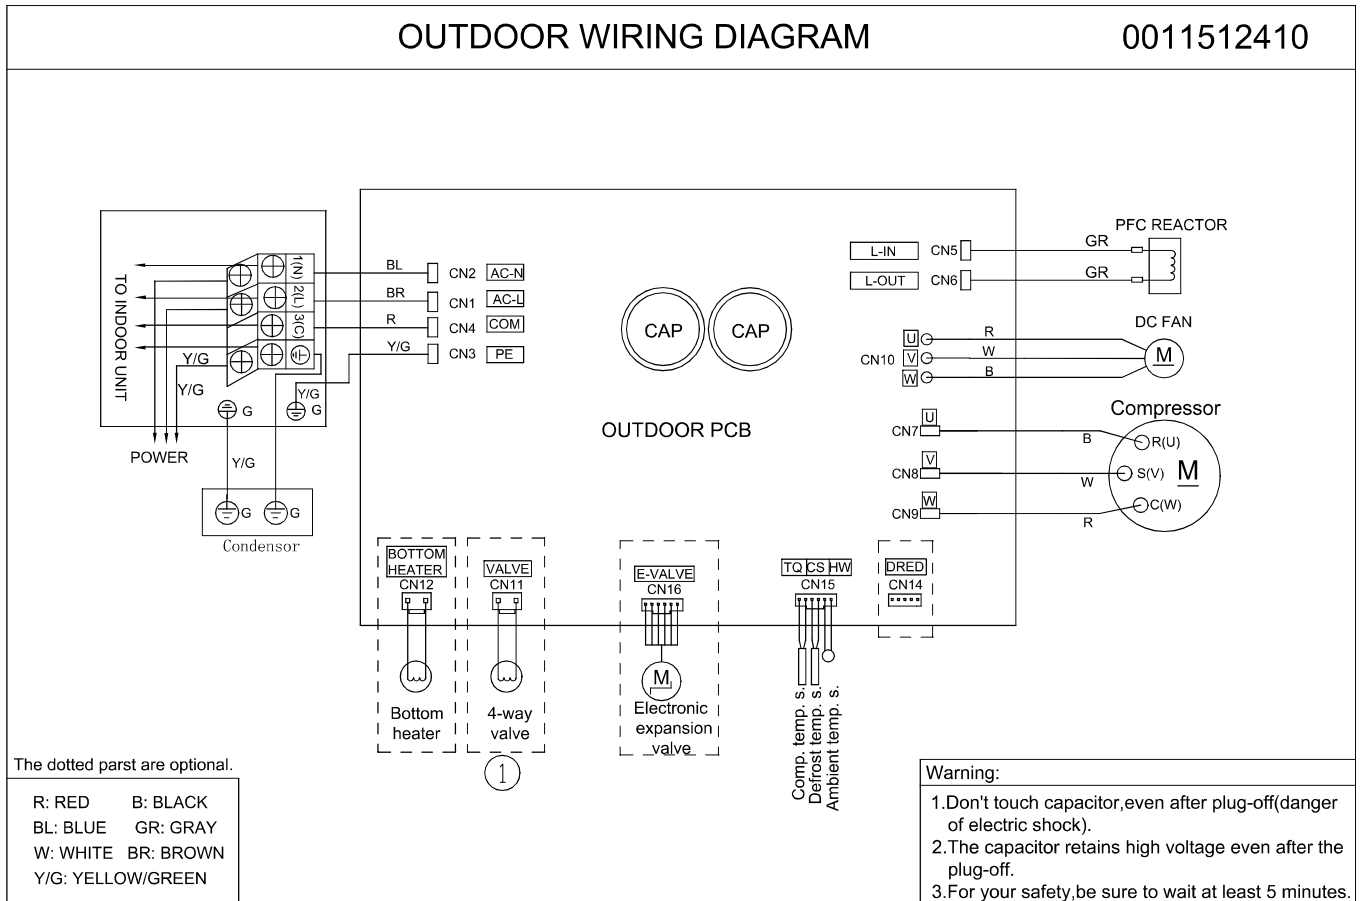 OUTDOOR WIRING DIAGRAM
0011512410
TO INDOOR UNIT
1(N)
2(L)
3(C)
Y/G
Y/G
G
Y/G
G
POWER
Y/G
G
G
Condensor
BL
CN2
AC-N
BR
CN1
AC-L
R
CN4
COM
Y/G
CN3
PE
CAP
CAP
OUTDOOR PCB
L-IN
CN5
GR
L-OUT
CN6
GR
PFC REACTOR
DC FAN
CN10
U
R
V
W
W
B
M
Compressor
U
CN7
B
R(U)
V
CN8
W
S(V)
M
W
CN9
R
C(W)
BOTTOM
HEATER
CN12
Bottom
heater
VALVE
CN11
4-way
valve
1
E-VALVE
CN16
M
Electronic
expansion
valve
TQ CS HW
CN15
Comp. temp. s.
Defrost temp. s.
Ambient temp. s.
DRED
CN14
The dotted parst are optional.
R: RED B: BLACK
BL: BLUE GR: GRAY
W: WHITE BR: BROWN
Y/G: YELLOW/GREEN
Warning:
1.Don't touch capacitor,even after plug-off(danger
of electric shock).
2.The capacitor retains high voltage even after the
plug-off.
3.For your safety,be sure to wait at least 5 minutes.